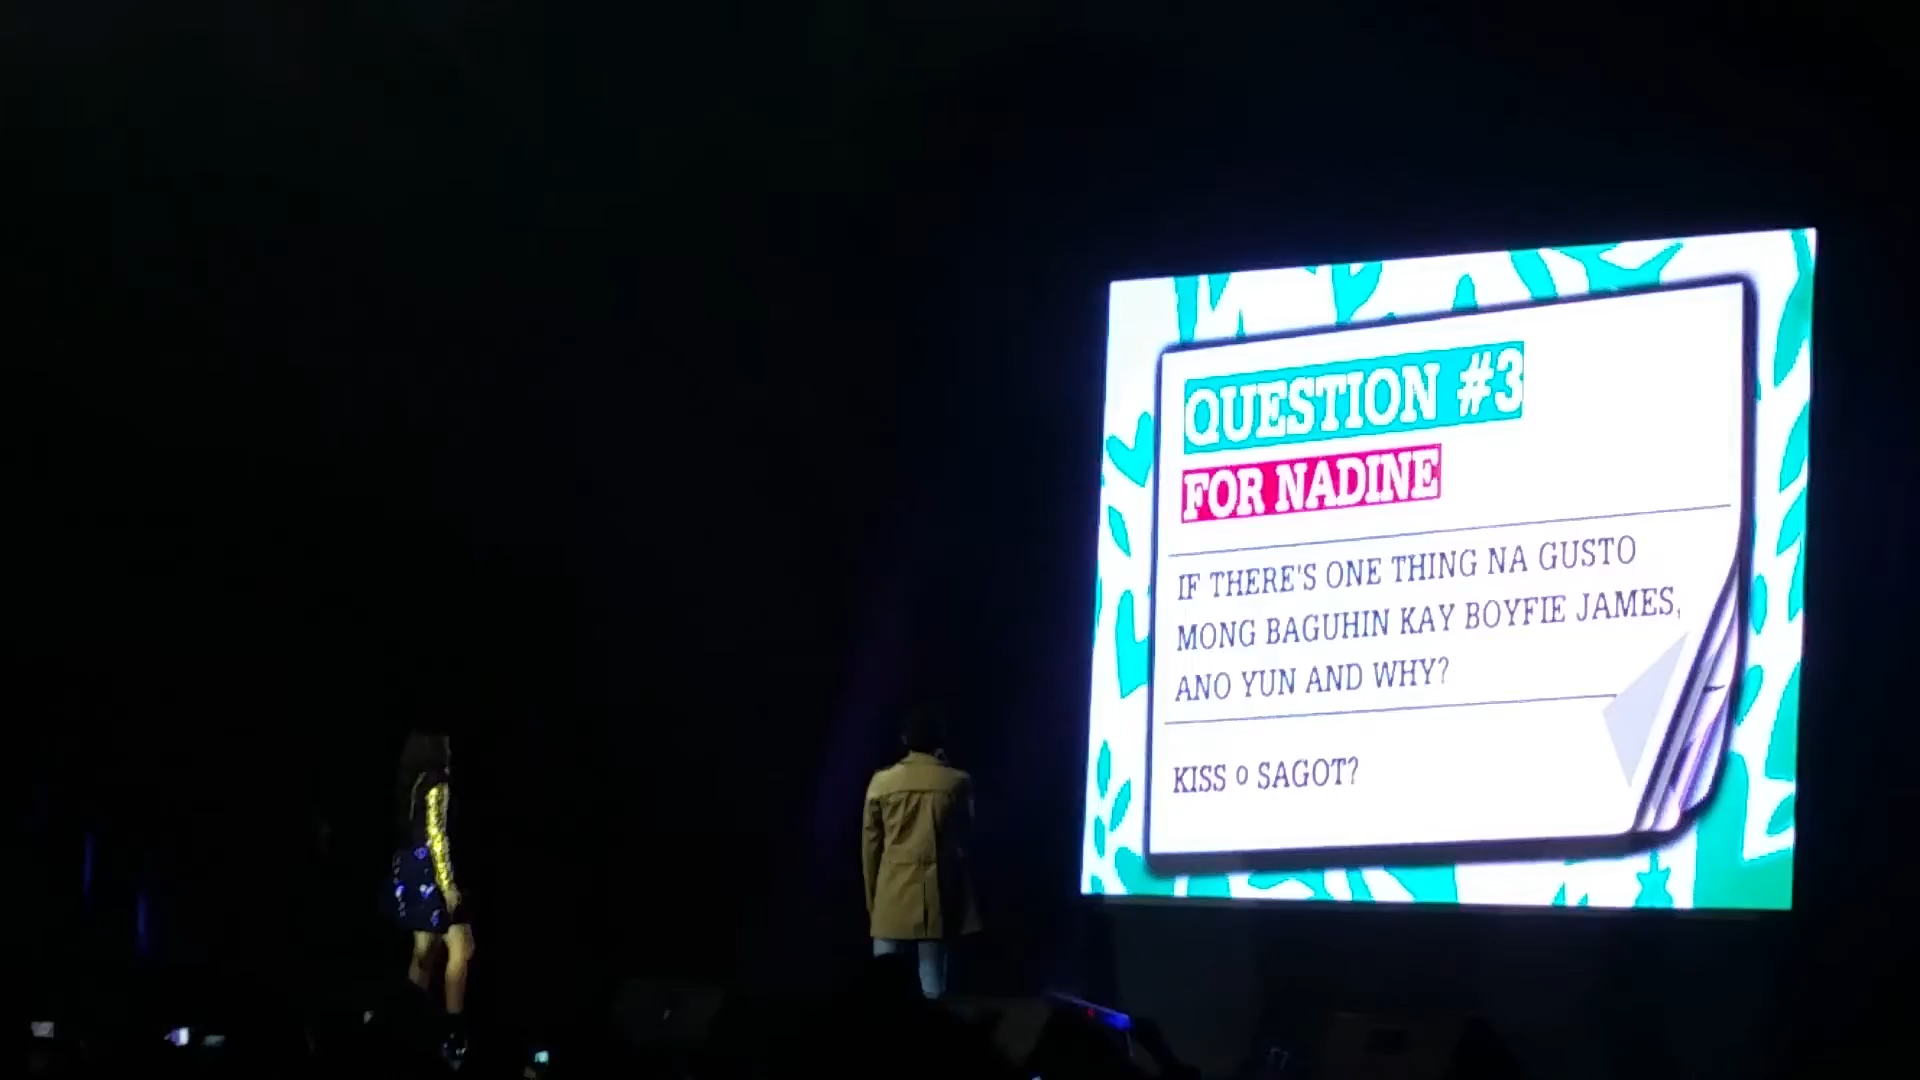 QUESTION #3
FOR NADINE
IF THERE'S ONE THING NA GUSTO
MONG BAGUHIN KAY BOYFIE JAMES,
ANO YUN AND WHY?
KISS o SAGOT?